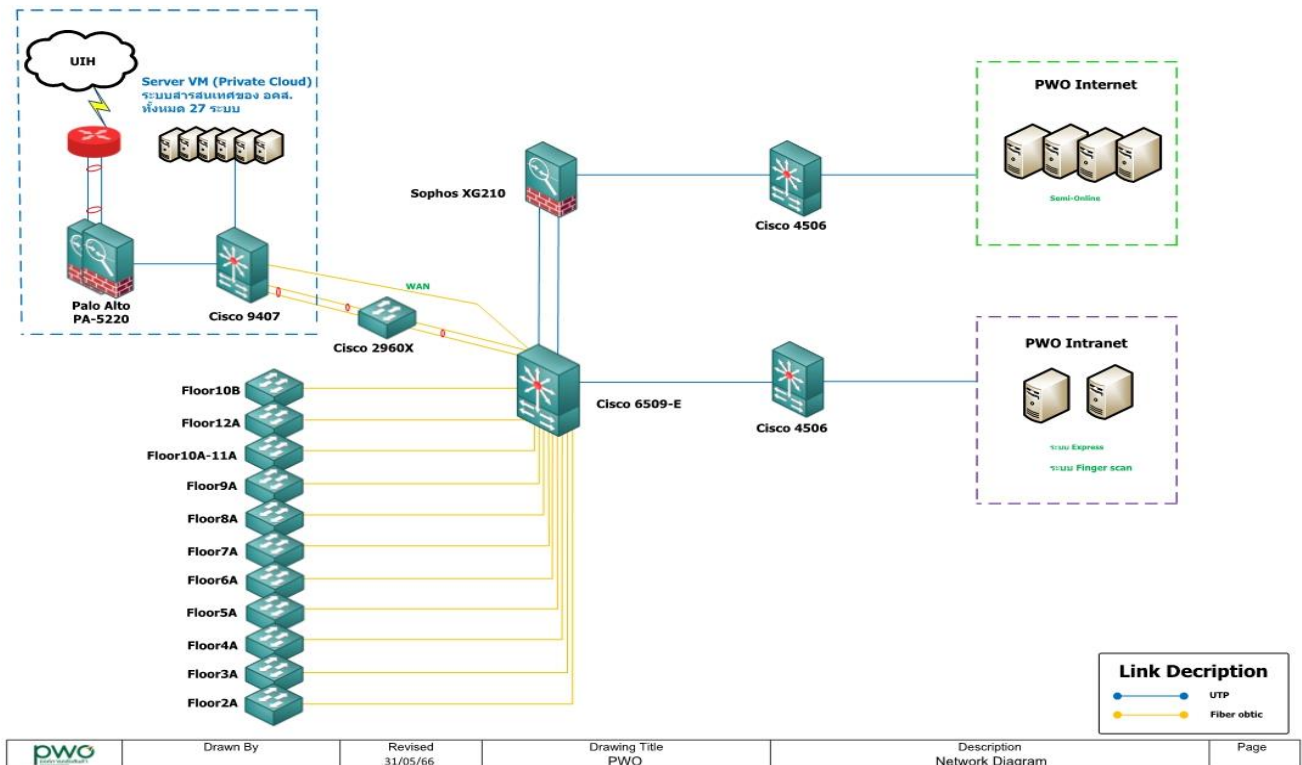 UIH
Server VM (Private Cloud)
ระบบสารสนเทศของ อคส.
ทั้งหมด 27 ระบบ
Palo Alto
PA-5220
Cisco 9407
WAN
Cisco 2960X
Sophos XG210
Cisco 4506
PWO Internet
Semi-Online
Cisco 6509-E
Cisco 4506
PWO Intranet
ระบบ Express
ระบบ Finger scan
Floor10B
Floor12A
Floor10A-11A
Floor9A
Floor8A
Floor7A
Floor6A
Floor5A
Floor4A
Floor3A
Floor2A
Link Decription
UTP
Fiber obtic
pwo
Drawn By
Revised
31/05/66
Drawing Title
PWO
Description
Network Diagram
Page